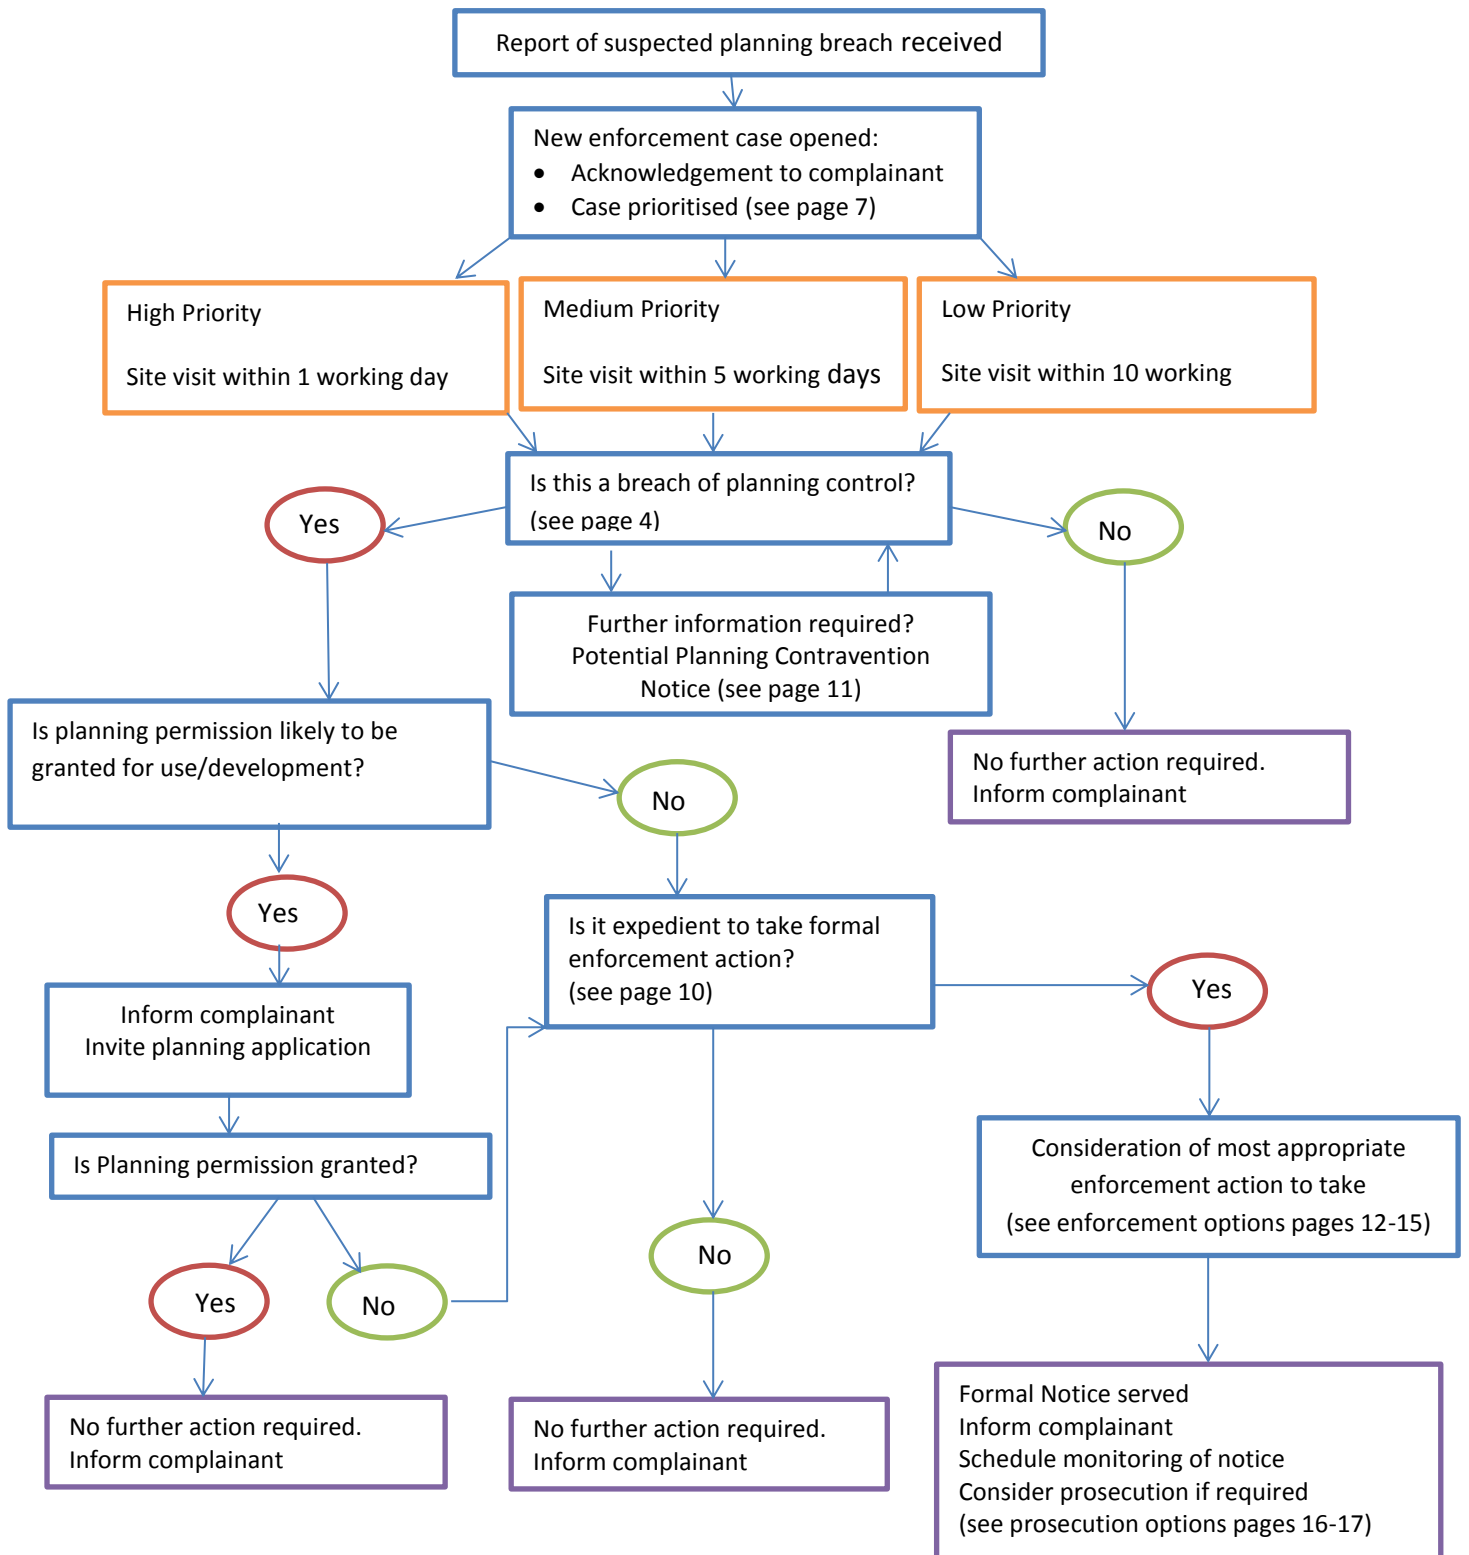 Report of suspected planning breach received
New enforcement case opened:
• Acknowledgement to complainant
• Case prioritised (see page 7)
High Priority
Site visit within 1 working day
Medium Priority
Site visit within 5 working days
Low Priority
Site visit within 10 working
Is this a breach of planning control?
(see page 4)
Yes
No
Further information required?
Potential Planning Contravention
Notice (see page 11)
Is planning permission likely to be
granted for use/development?
No further action required.
Inform complainant
No
Yes
Is it expedient to take formal
enforcement action?
(see page 10)
Yes
Inform complainant
Invite planning application
Is Planning permission granted?
Consideration of most appropriate
enforcement action to take
(see enforcement options pages 12-15)
No
Yes
No
No further action required.
Inform complainant
No further action required.
Inform complainant
Formal Notice served
Inform complainant
Schedule monitoring of notice
Consider prosecution if required
(see prosecution options pages 16-17)